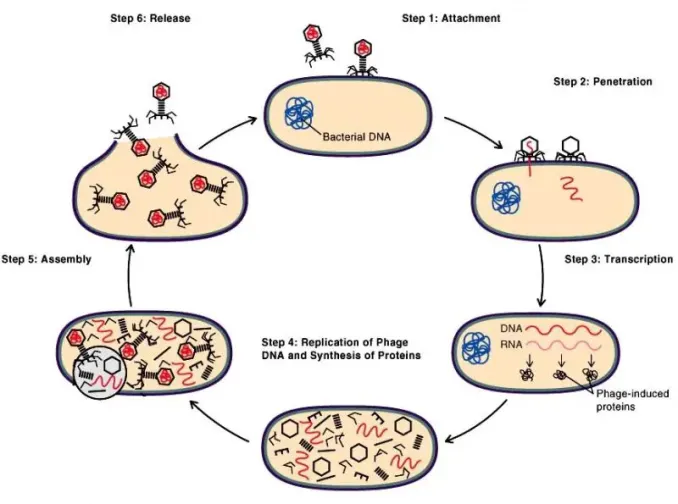 Step 6: Release
Step 1: Attachment
Step 2: Penetration
Bacterial DNA
Step 5: Assembly
Step 3: Transcription
DNA
RNA
Step 4: Replication of Phage
DNA and Synthesis of Proteins
Phage-induced
proteins